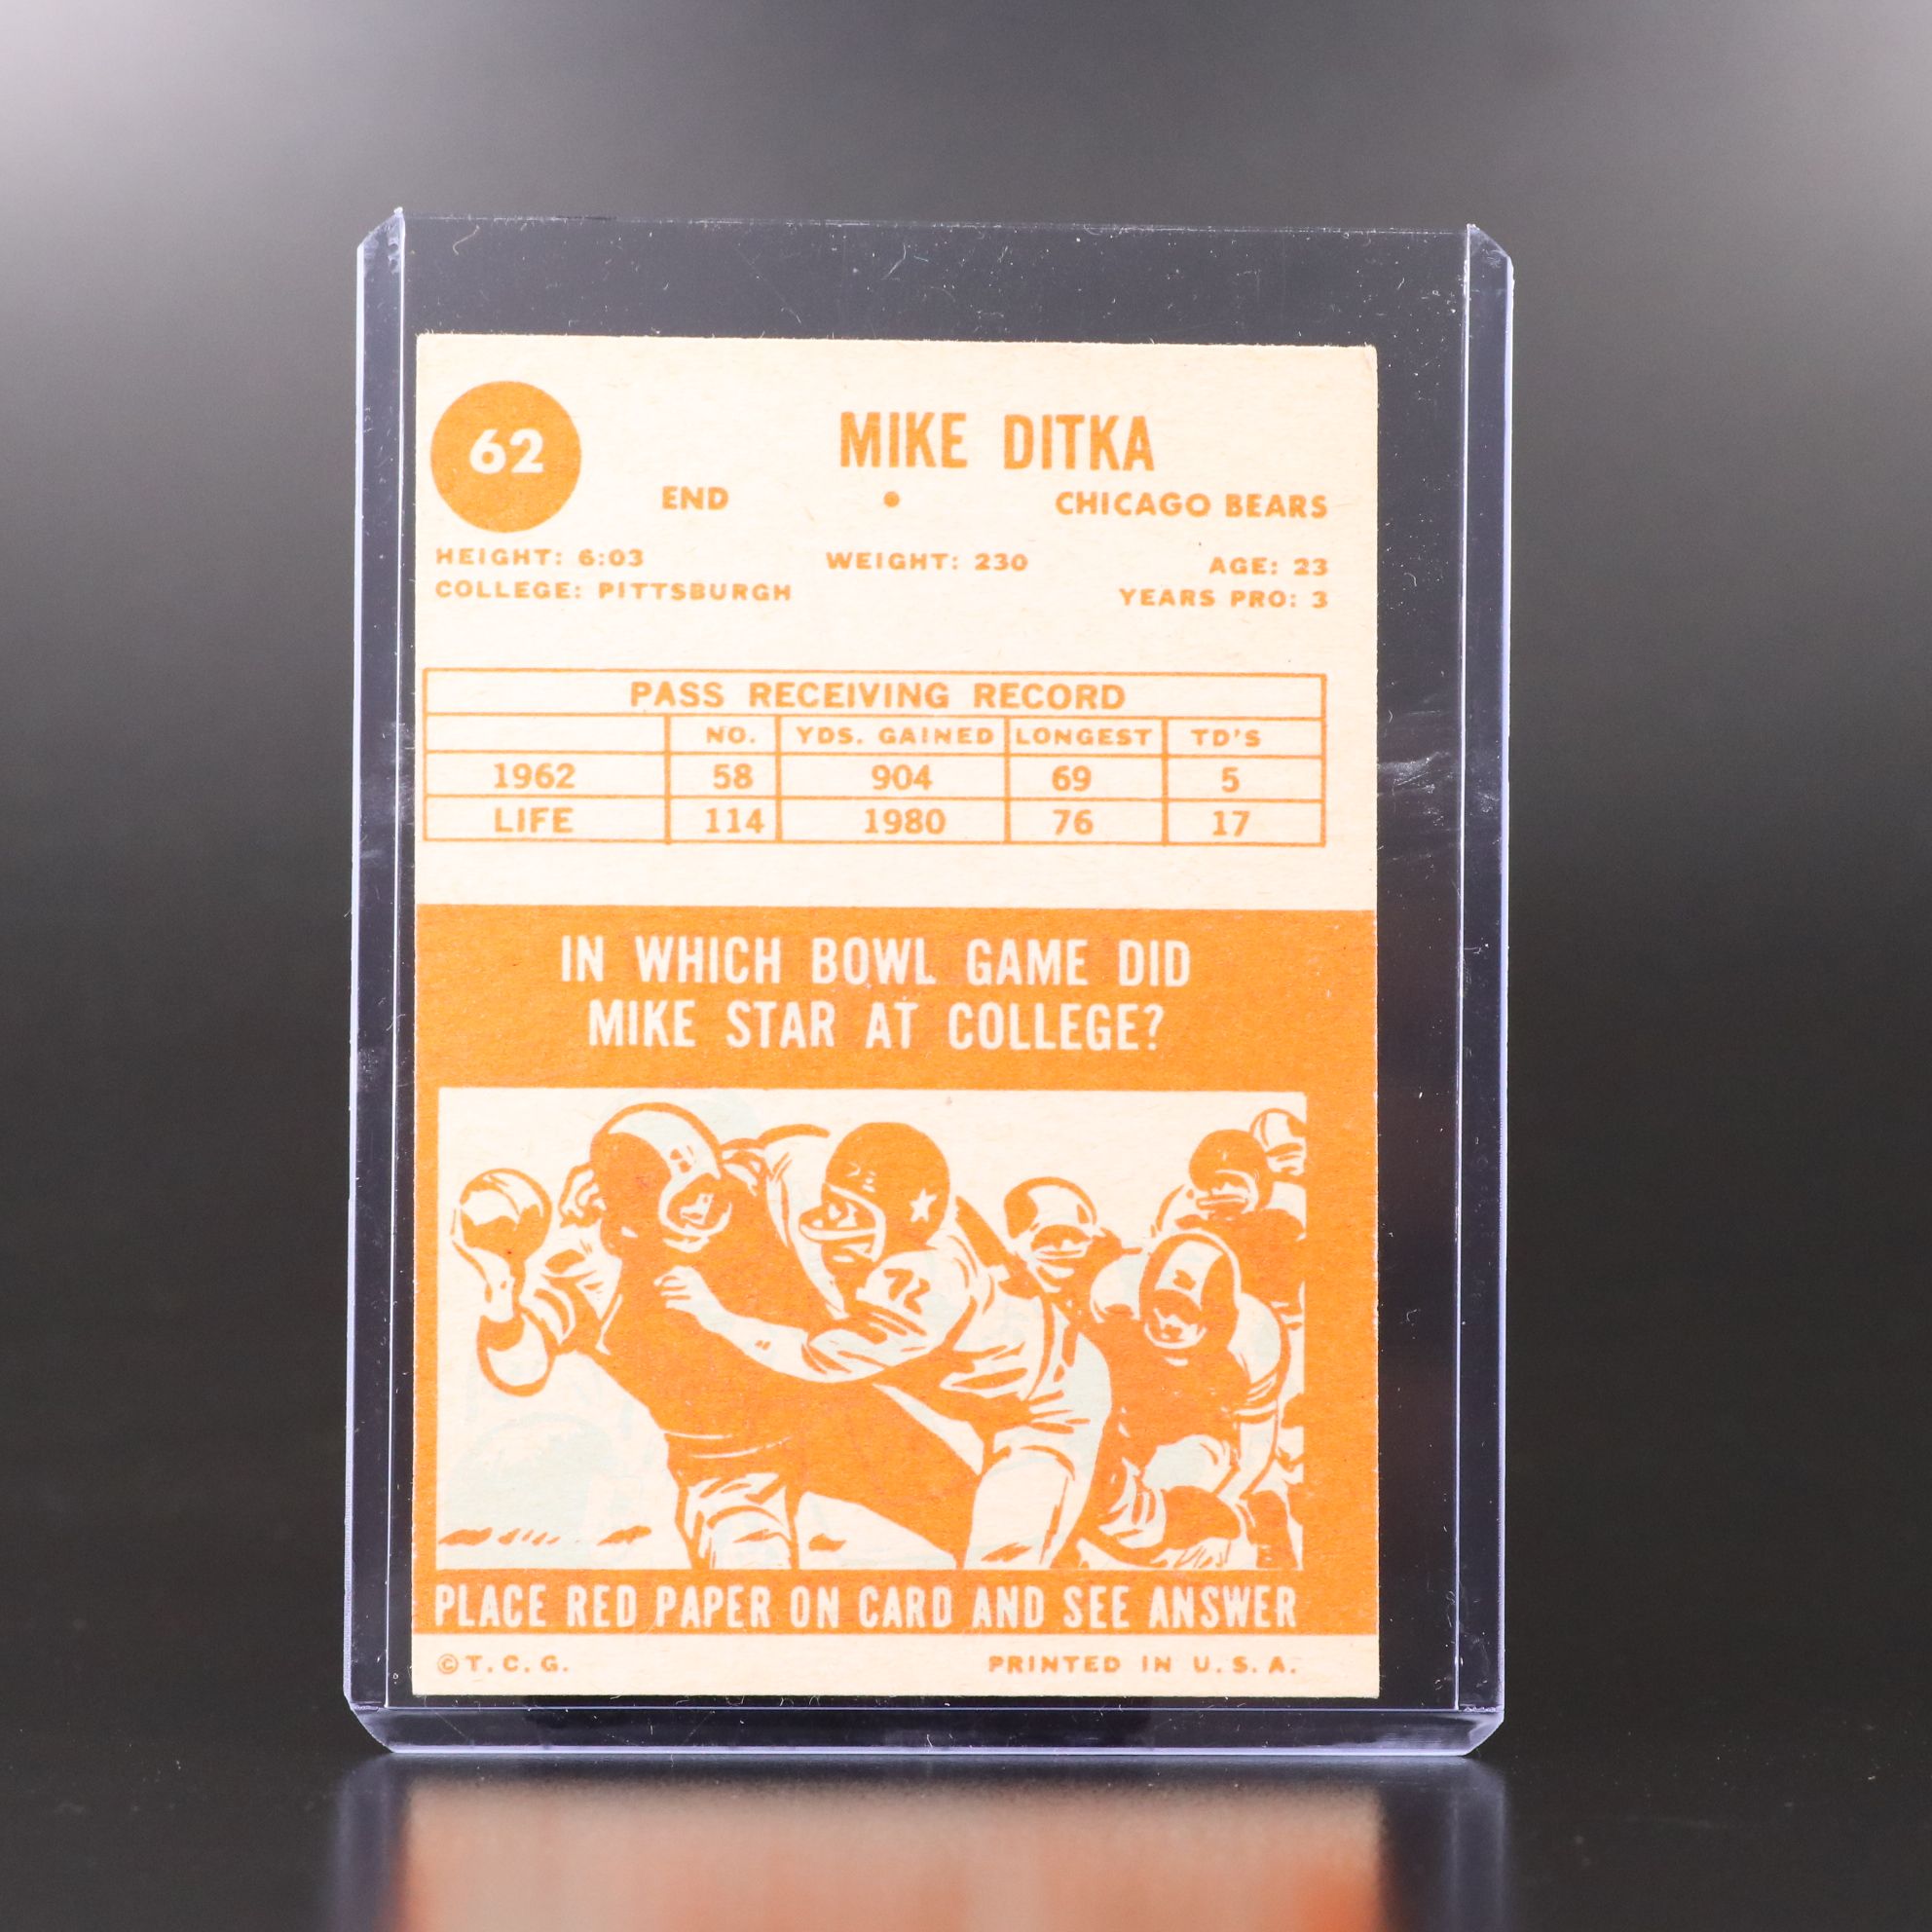 62
MIKE DITKA
END • CHICAGO BEARS
HEIGHT: 6:03 WEIGHT: 230 AGE: 23
COLLEGE: PITTSBURGH YEARS PRO: 3
PASS RECEIVING RECORD
NO. YDS. GAINED LONGEST TD'S
1962 58 904 69 5
LIFE 114 1980 76 17
IN WHICH BOWL GAME DID
MIKE STAR AT COLLEGE?
72
PLACE RED PAPER ON CARD AND SEE ANSWER
©T.C.G. PRINTED IN U.S.A.